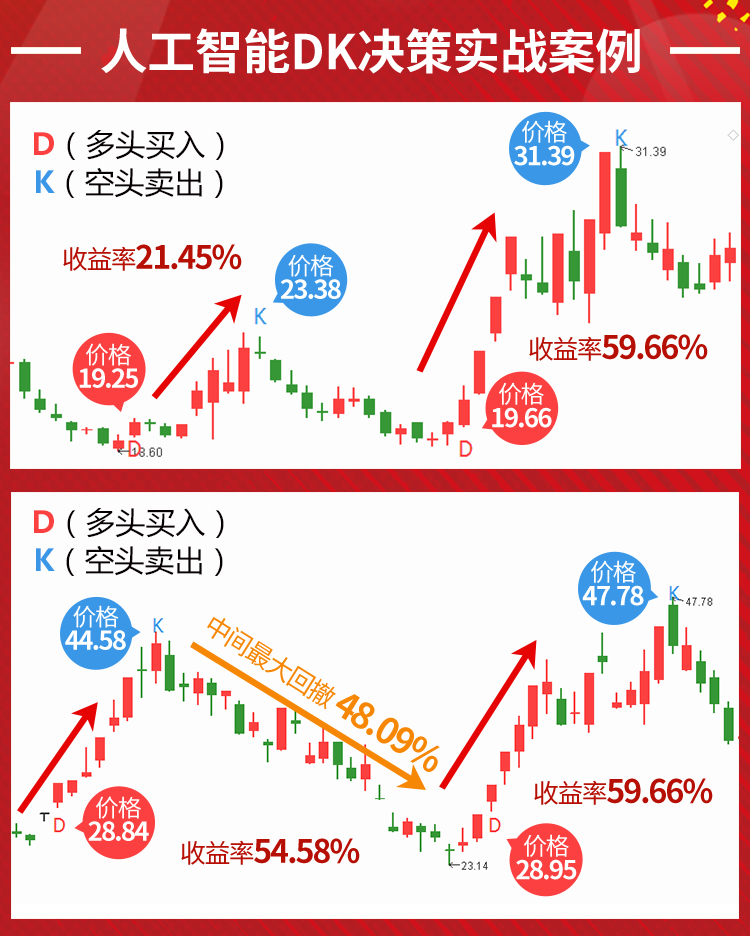 人工智能DK决策实战案例
D（多头买入）
K（空头卖出）
价格
31.39
K
31.39
收益率21.45%
价格
23.38
K
价格
19.25
收益率59.66%
价格
19.66
D
18.60
D
D（多头买入）
K（空头卖出）
价格
44.58
K
中间最大回撤 48.09%
价格
47.78
K
47.78
收益率59.66%
T
D
价格
28.84
收益率54.58%
D
价格
28.95
23.14